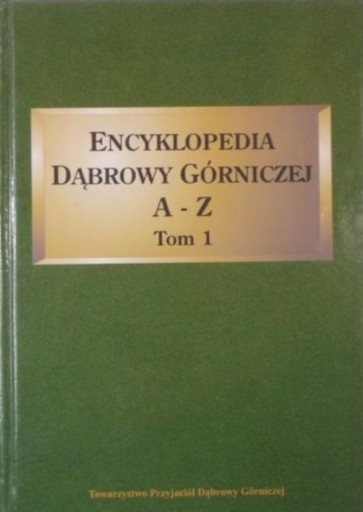 ENCYKLOPEDIA
DĄBROWY GÓRNICZEJ
A - Z
Tom 1
Towarzystwo Przyjaciół Dąbrowy Górniczej